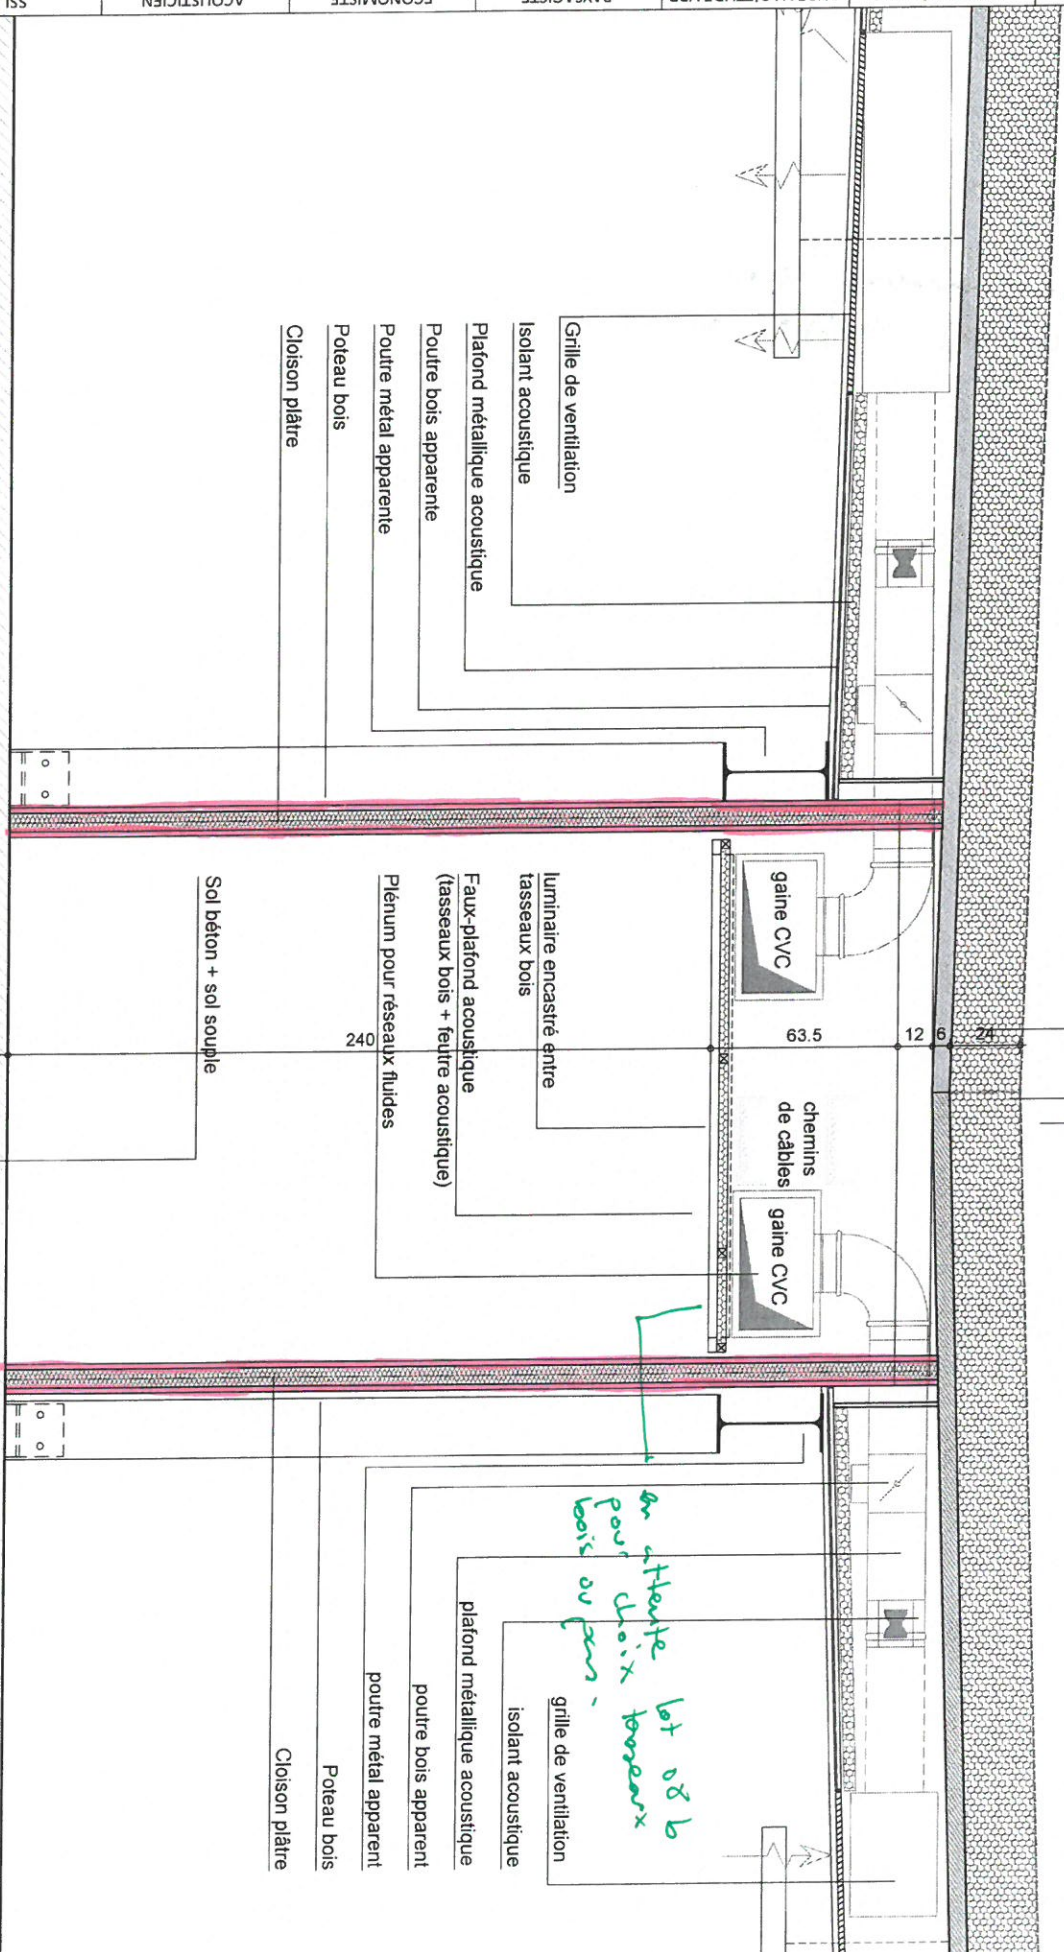 SSI
ACOUSTICIEN
ECONOMISTE
PAYSAGISTE
Grille de ventilation
Isolant acoustique
Plafond métallique acoustique
Poutre bois apparente
Poutre métal apparente
Poteau bois
Cloison plâtre
gaine CVC
63.5
12
6
24
chemins
de câbles
gaine CVC
luminaire encastré entre
tasseaux bois
Faux-plafond acoustique
(tasseaux bois + feutre acoustique)
Plénum pour réseaux fluides
240
Sol béton + sol souple
en attente lot 08 b
pour choix tasseaux
bois ou pas.
grille de ventilation
isolant acoustique
plafond métallique acoustique
poutre bois apparent
poutre métal apparent
Poteau bois
Cloison plâtre